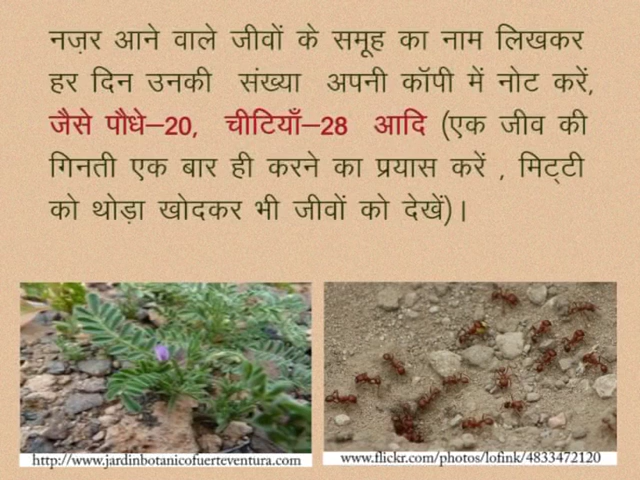 नज़र आने वाले जीवों के समूह का नाम लिखकर
हर दिन उनकी संख्या अपनी कॉपी में नोट करें,
जैसे पौधे–20, चीटियाँ–28 आदि (एक जीव की
गिनती एक बार ही करने का प्रयास करें , मिट्टी
को थोड़ा खोदकर भी जीवों को देखें)।
http://www.jardinbotanicofuerteventura.com
www.flickr.com/photos/lofink/4833472120